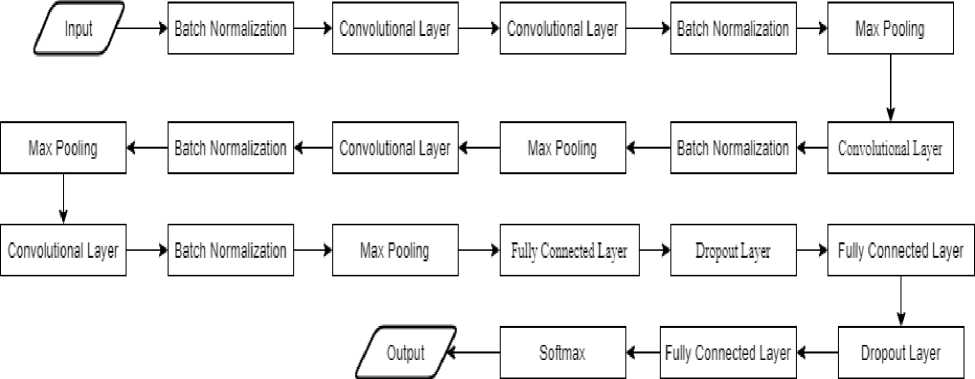 Input
Batch Normalization
Convolutional Layer
Convolutional Layer
Batch Normalization
Max Pooling
Convolutional Layer
Batch Normalization
Max Pooling
Convolutional Layer
Batch Normalization
Max Pooling
Convolutional Layer
Batch Normalization
Max Pooling
Fully Connected Layer
Dropout Layer
Fully Connected Layer
Dropout Layer
Fully Connected Layer
Softmax
Output